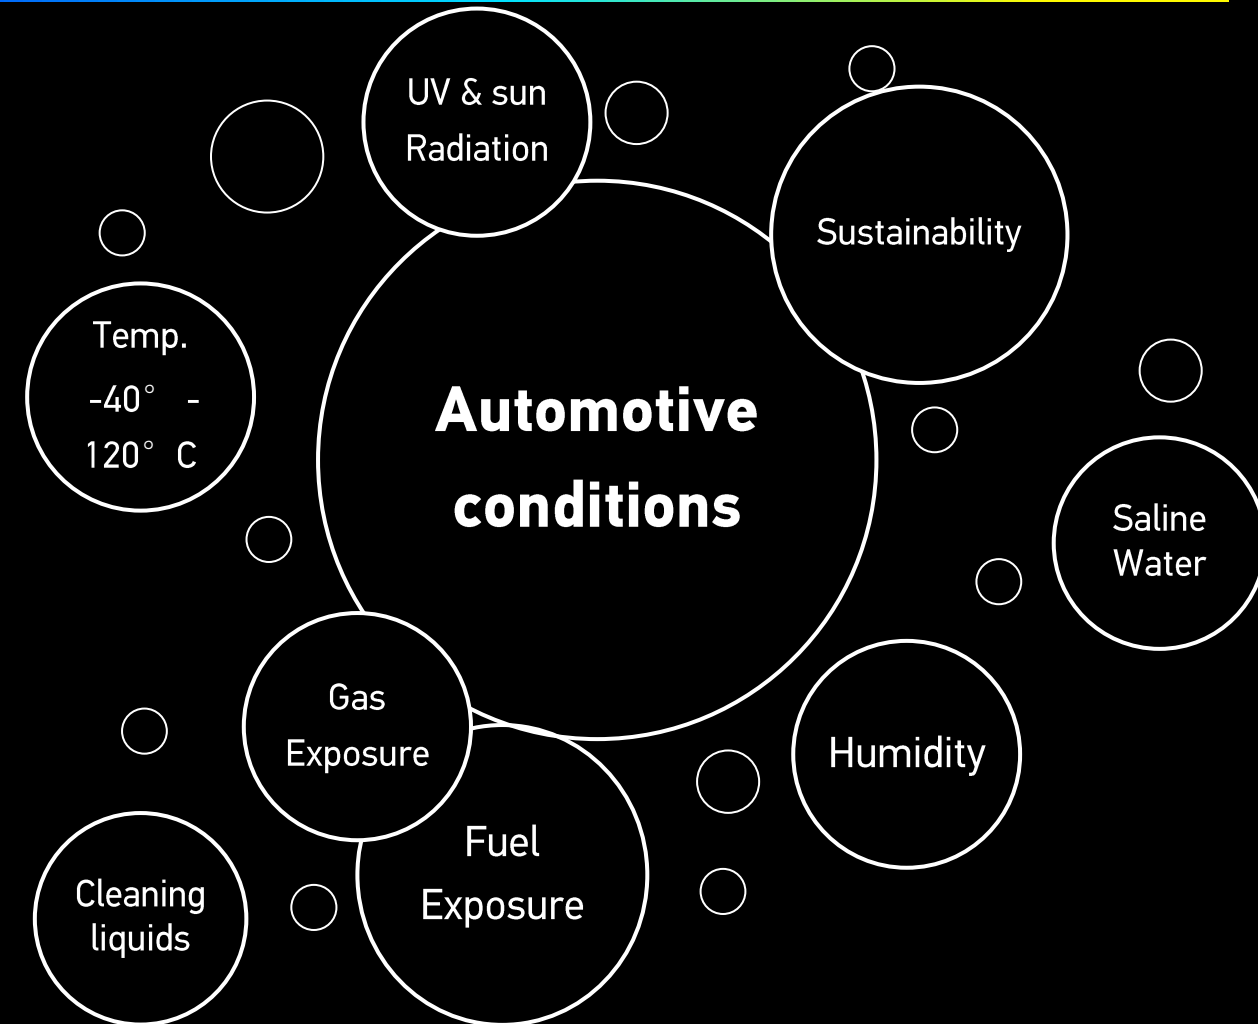 UV & sun
Radiation
Sustainability
Temp.
-40° -
120° C
Automotive
conditions
Saline
Water
Gas
Exposure
Humidity
Fuel
Exposure
Cleaning
liquids